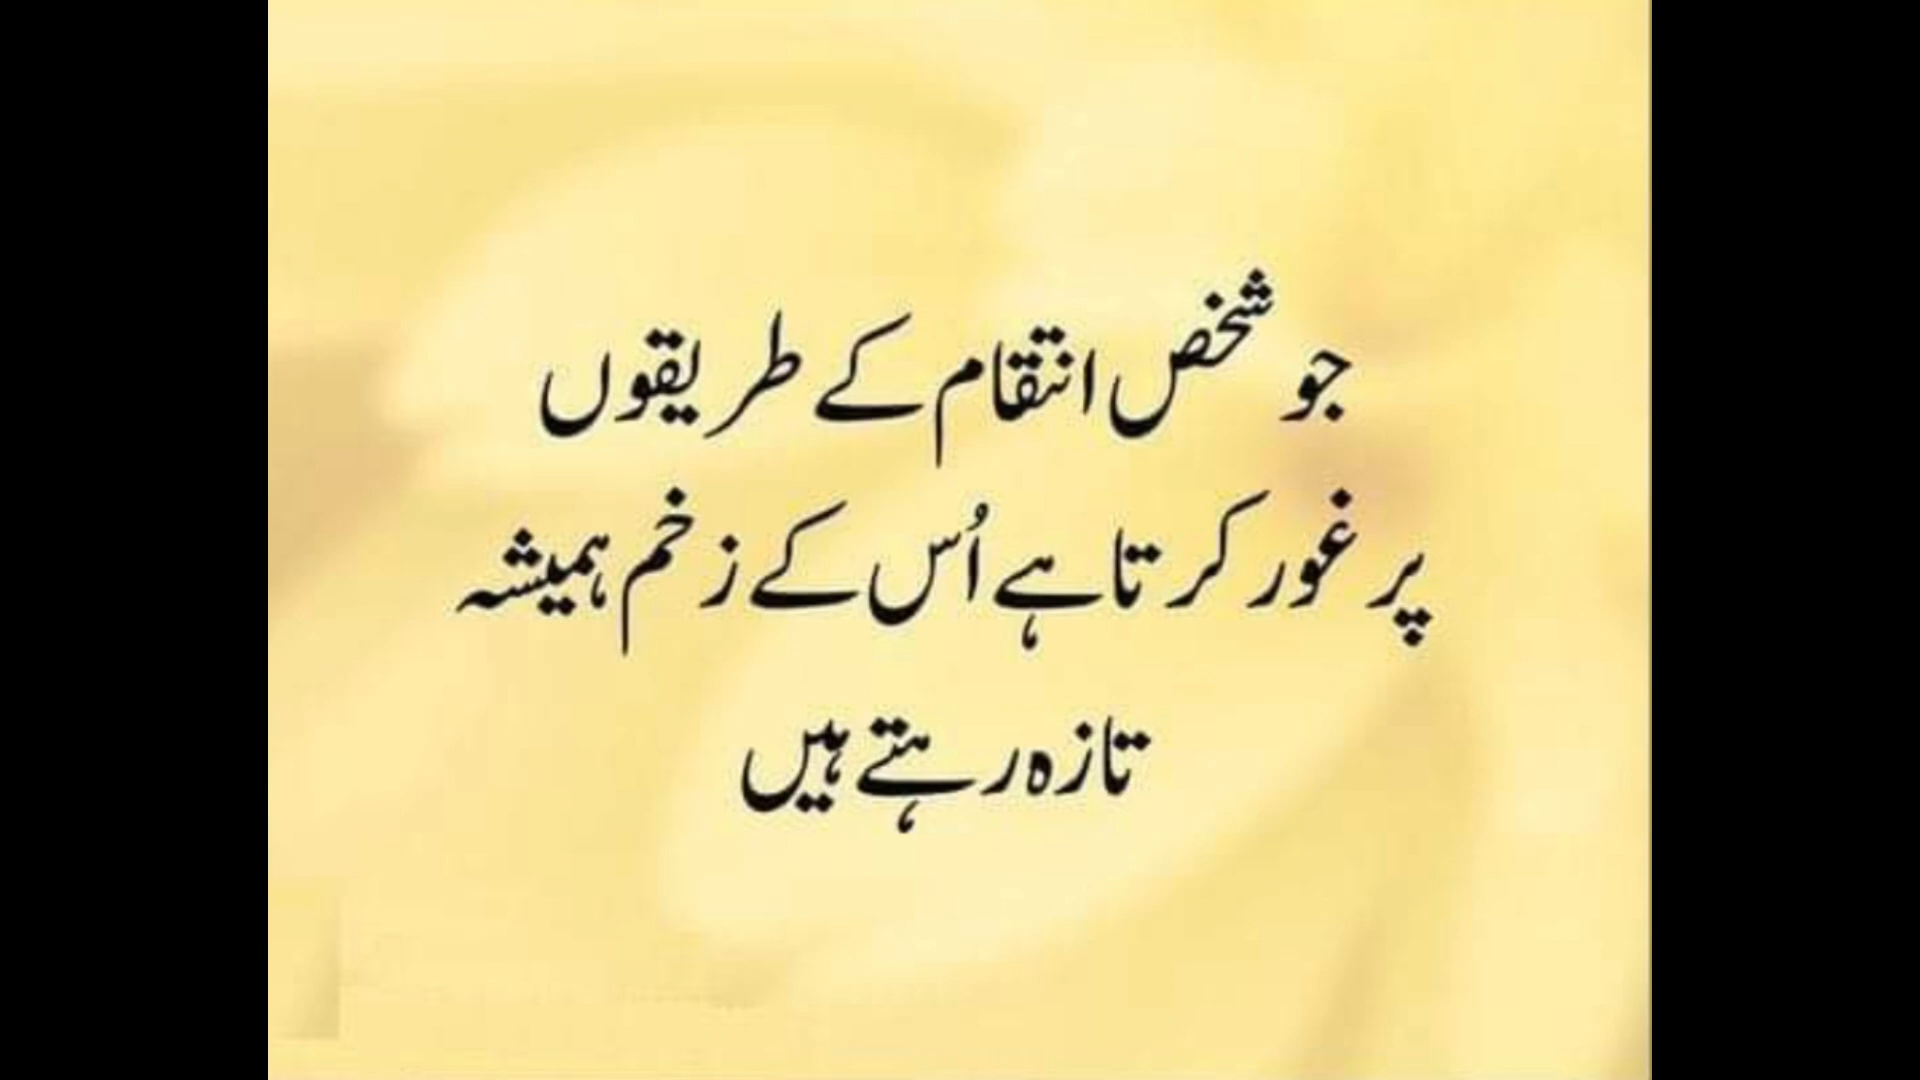 جو شخص انتقام کے طریقوں
پر غور کرتا ہے اُس کے زخم ہمیشہ
تازہ رہتے ہیں